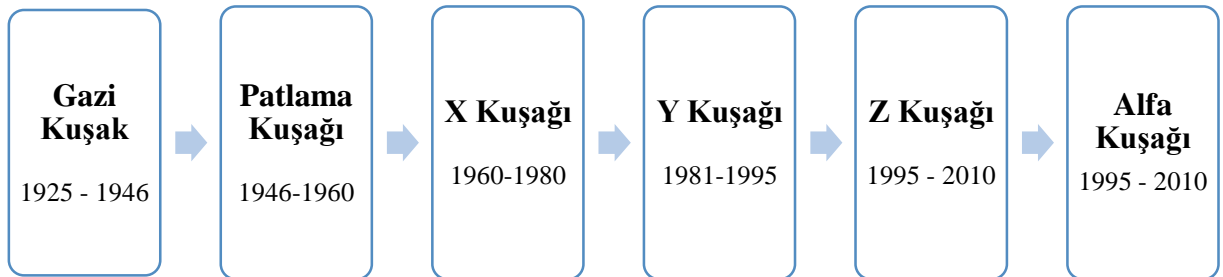 Gazi
Kuşak
1925 - 1946
Patlama
Kuşağı
1946-1960
X Kuşağı
1960-1980
Y Kuşağı
1981-1995
Z Kuşağı
1995 - 2010
Alfa
Kuşağı
1995 - 2010